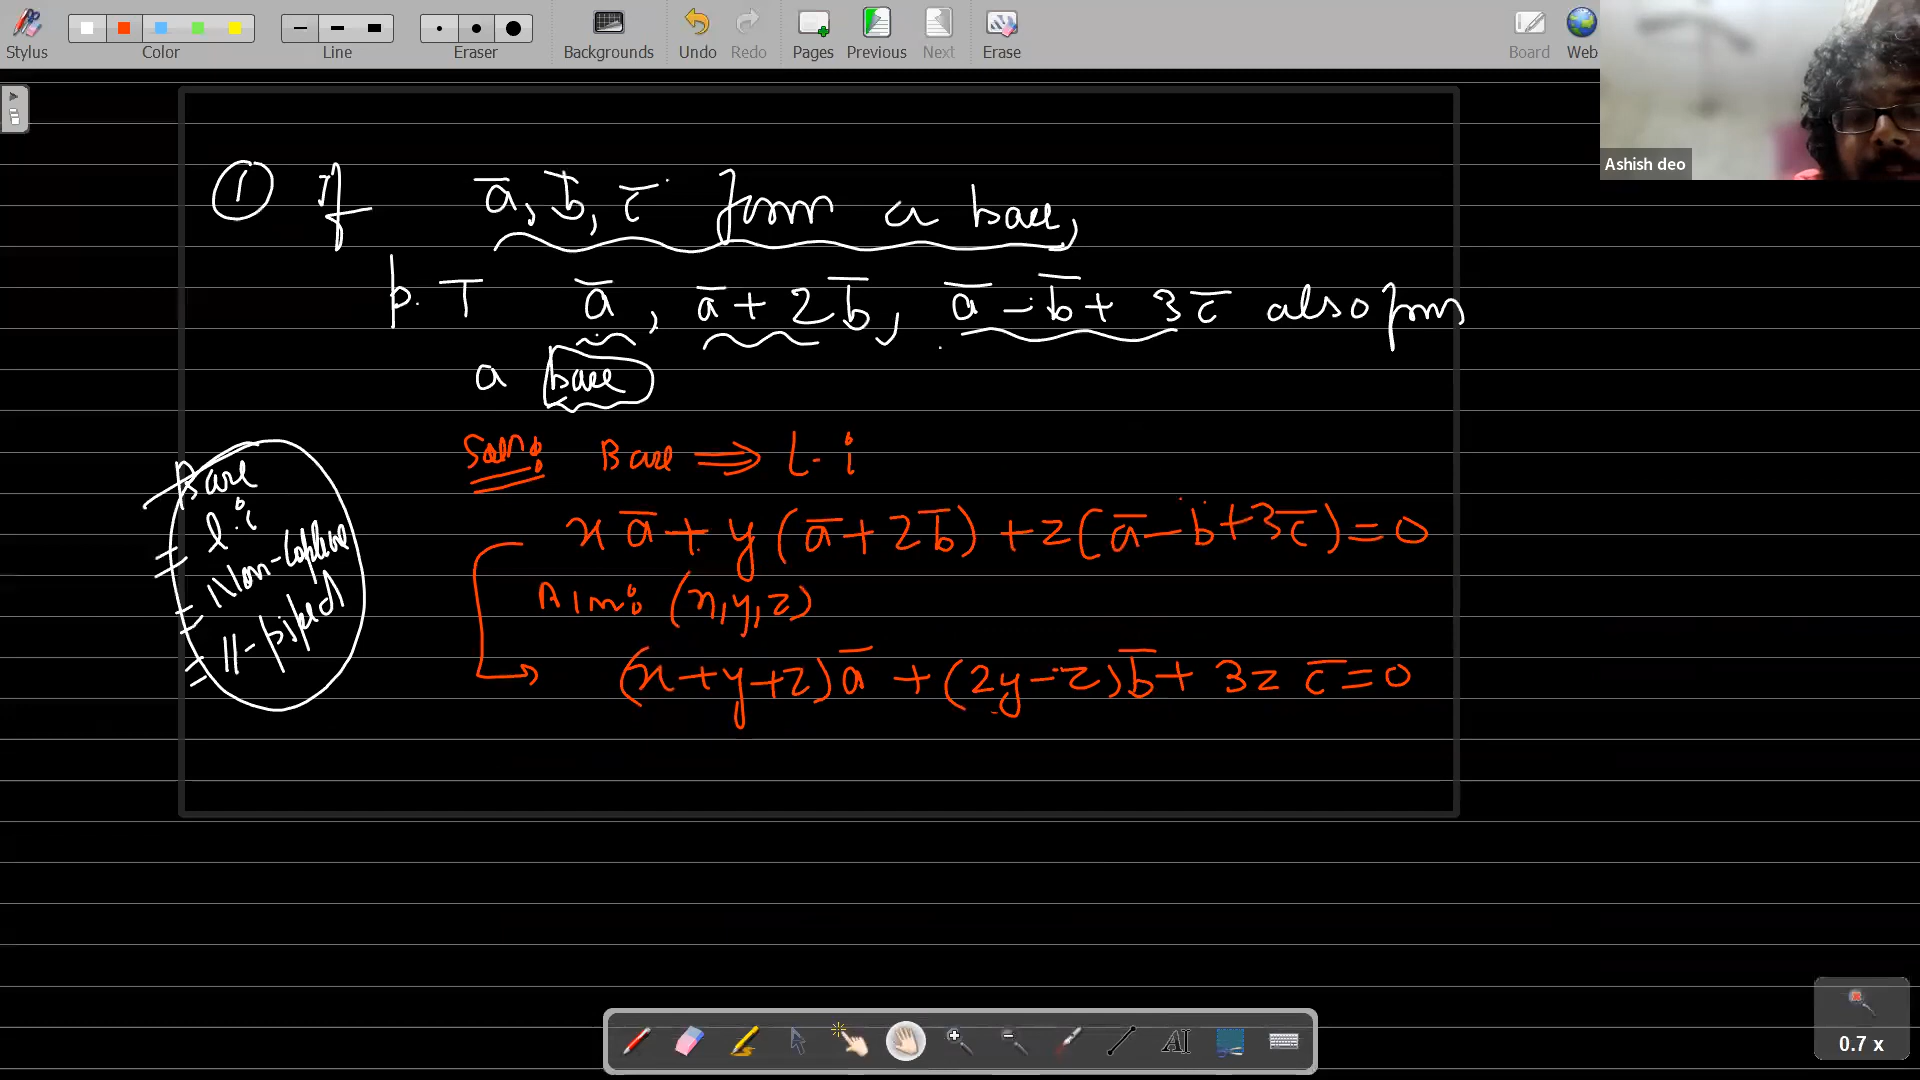 Stylus Color Line Eraser Backgrounds Undo Redo Pages Previous Next Erase Board Web
Ashish deo
① If a̅, b̅, c̅ form a base,
p.T a̅, a̅ + 2b̅, a̅ - b̅ + 3c̅ also form
a base
Soln: Base ⟹ L.i
x a̅ + y (a̅ + 2b̅) + z (a̅ - b + 3c̅) = 0
Aim: (x, y, z)
(x + y + z) a̅ + (2y - z) b̅ + 3z c̅ = 0
Base
l.i
Non-coplanar
||-piped
0.7 x